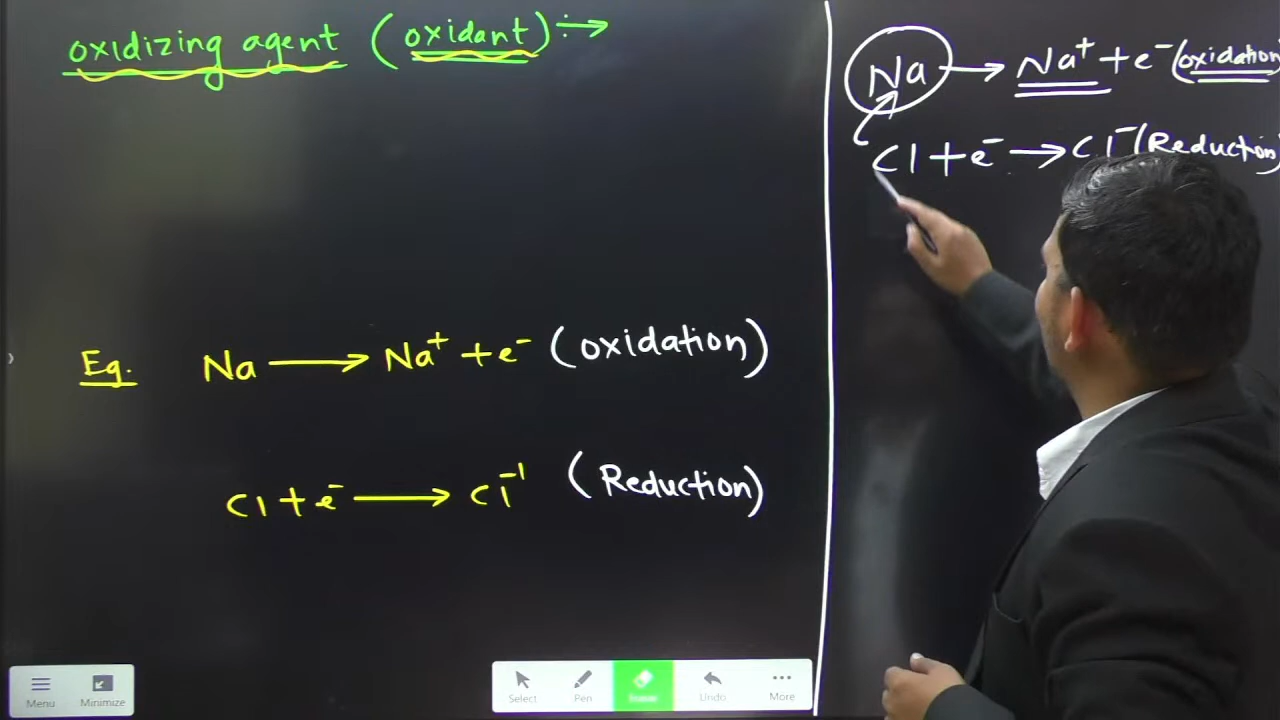 oxidizing agent (oxidant):→
Eg. Na → Na⁺ + e⁻ (oxidation)
Cl + e⁻ → Cl⁻¹ (Reduction)
Na → Na⁺ + e⁻ (oxidation)
Cl + e⁻ → Cl⁻ (Reduction)
Menu
Minimize
Select
Pen
Eraser
Undo
More